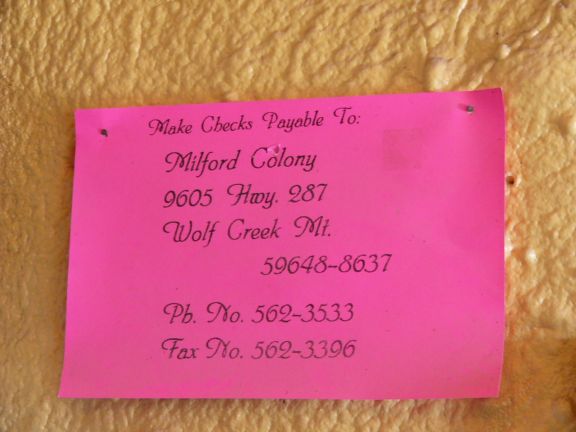 Make Checks Payable To:
Milford Colony
9605 Hwy. 287
Wolf Creek Mt.
59648-8637
Ph. No. 562-3533
Fax No. 562-3396